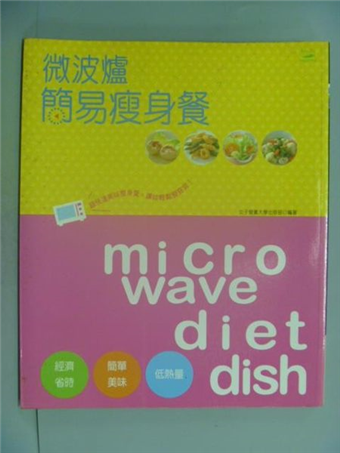 微波爐
簡易瘦身餐
micro
wave
diet
dish
經濟
省時
簡單
美味
低熱量